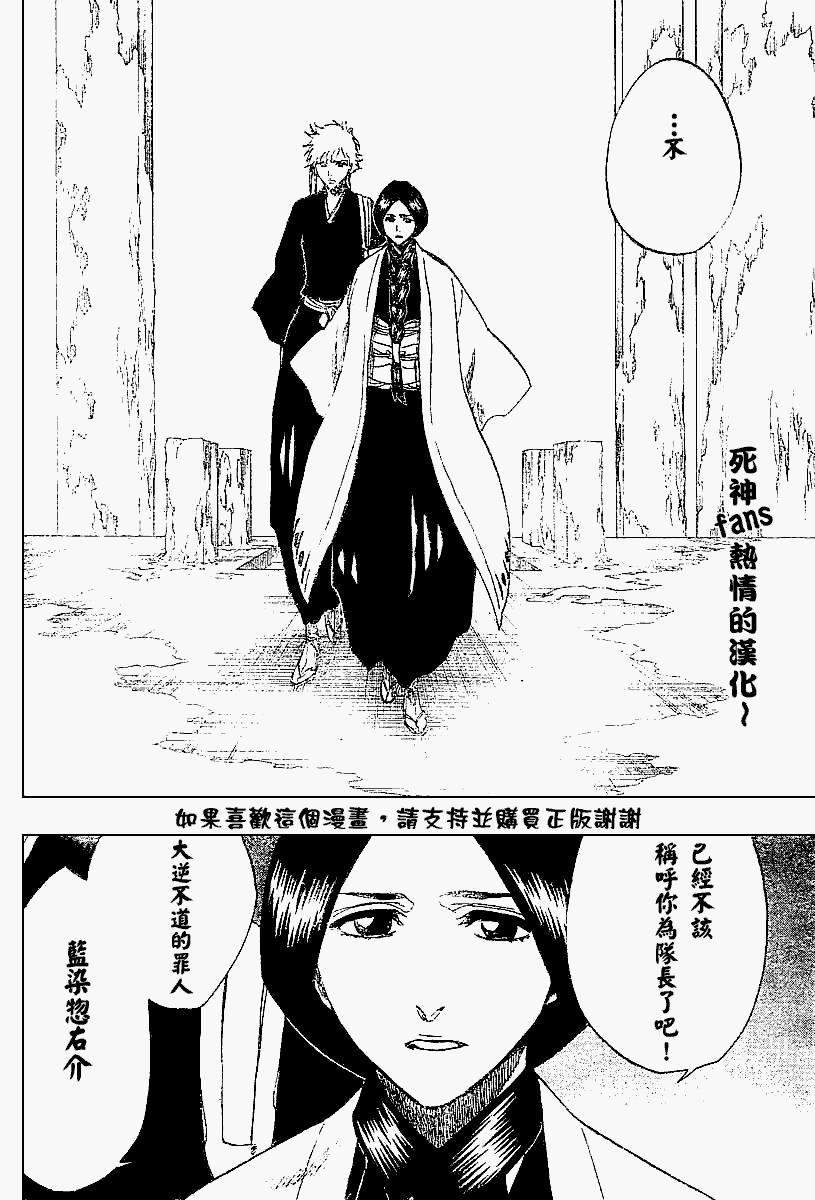 …不
死神fans熱情的漢化~
如果喜歡這個漫畫，請支持並購買正版謝謝
已經不該
稱呼你為隊長了吧！
大逆不道的罪人
藍染惣右介